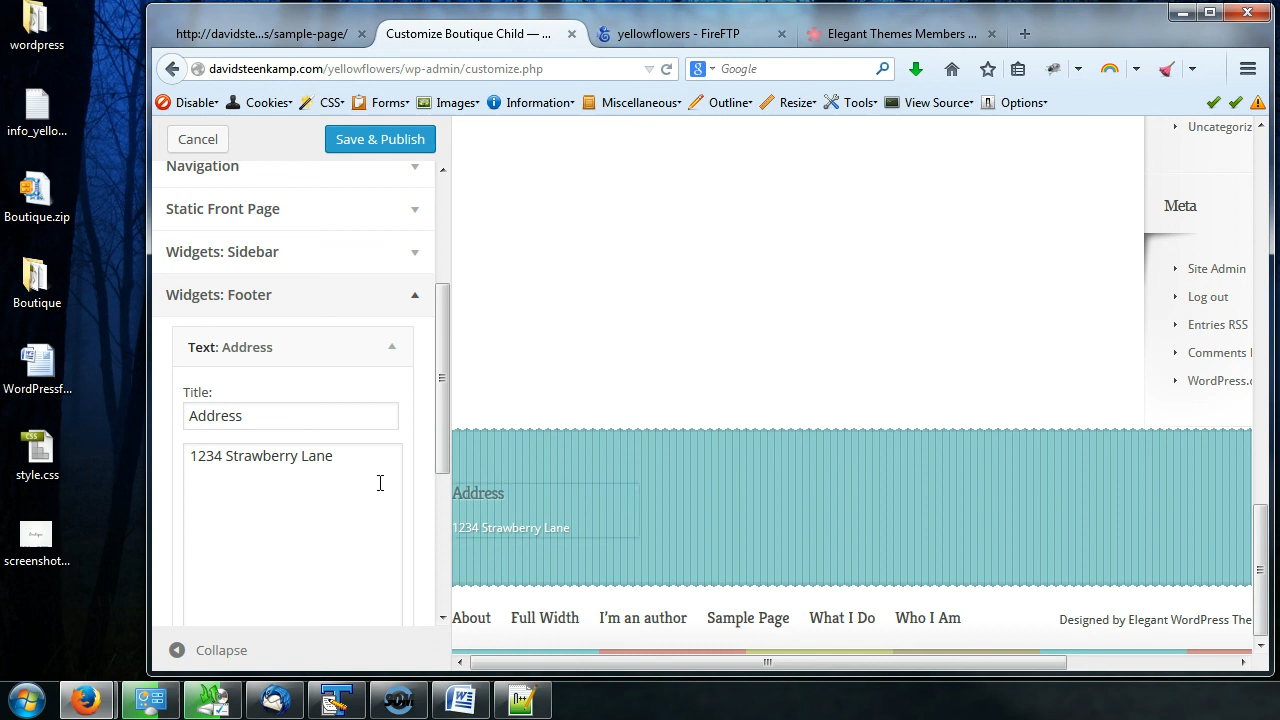 wordpress
info_yello...
Boutique.zip
Boutique
WordPressf...
style.css
screenshot...
http://davidste...s/sample-page/
Customize Boutique Child — ...
yellowflowers - FireFTP
Elegant Themes Members ...
davidsteenkamp.com/yellowflowers/wp-admin/customize.php
Google
Disable
Cookies
CSS
Forms
Images
Information
Miscellaneous
Outline
Resize
Tools
View Source
Options
Cancel
Save & Publish
Navigation
Static Front Page
Widgets: Sidebar
Widgets: Footer
Text: Address
Title:
Address
1234 Strawberry Lane
Collapse
Uncategoriz
Meta
Site Admin
Log out
Entries RSS
Comments
WordPress.
Address
1234 Strawberry Lane
About Full Width I'm an author Sample Page What I Do Who I Am
Designed by Elegant WordPress The